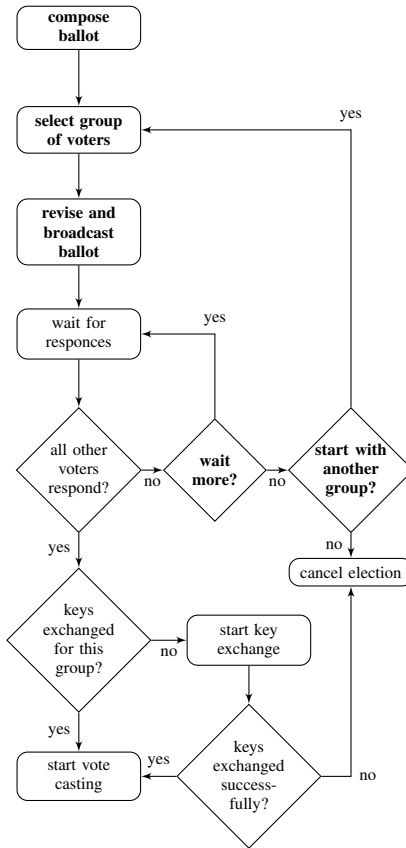 compose
ballot
yes
select group
of voters
revise and
broadcast
ballot
wait for
responces
yes
all other
voters
respond?
no
wait
more?
no
start with
another
group?
yes
no
cancel election
keys
exchanged
for this
group?
no
start key
exchange
yes
start vote
casting
yes
keys
exchanged
success-
fully?
no